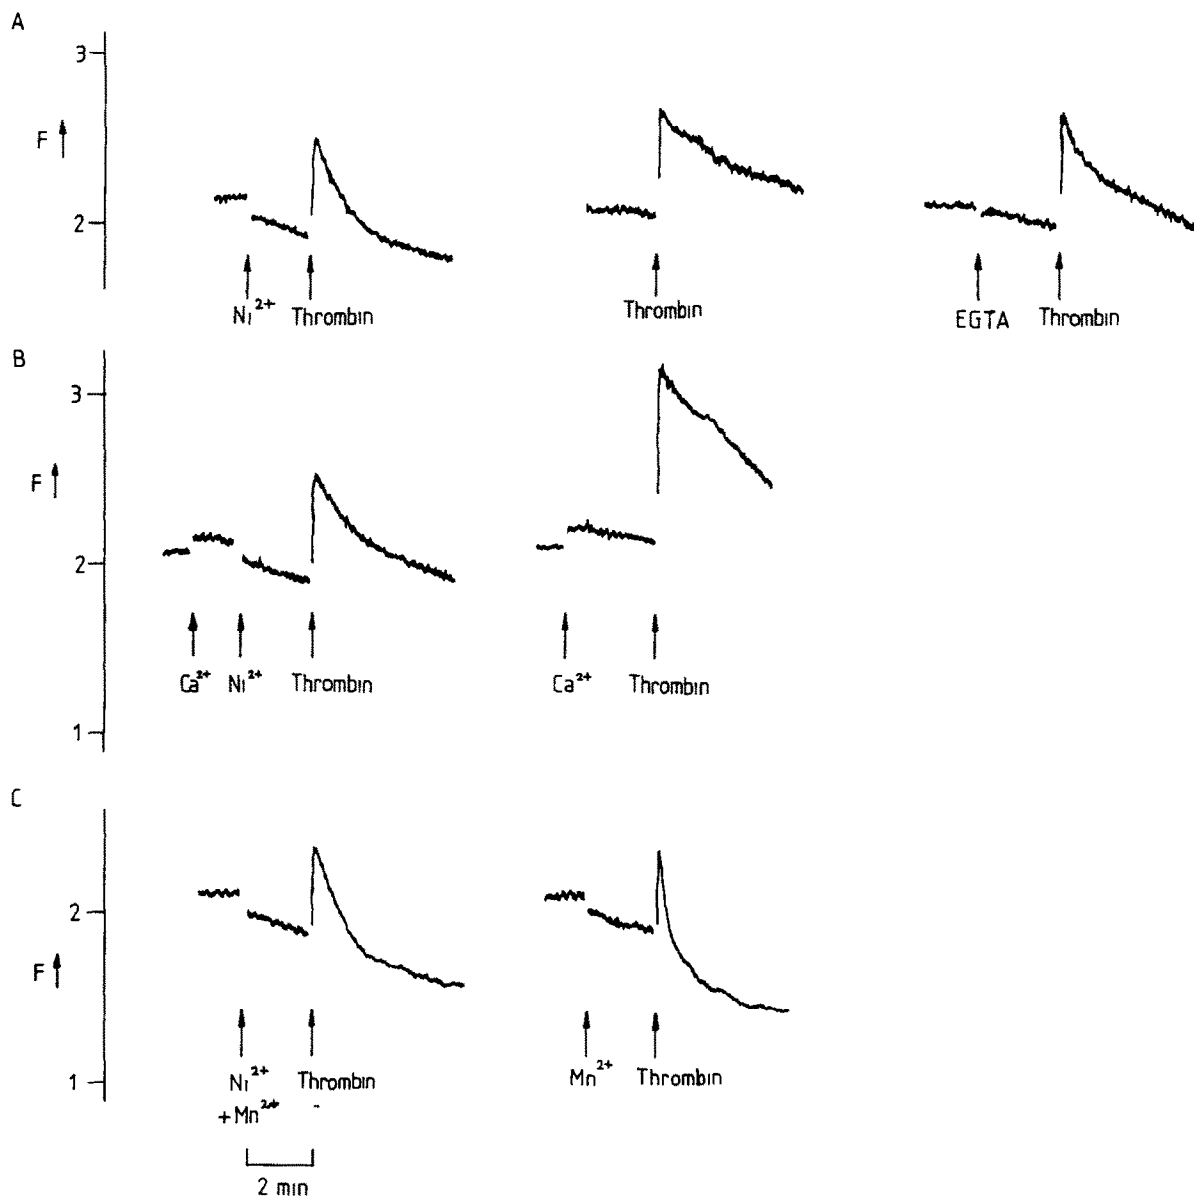 A
3
F
2
Ni²⁺ Thrombin
Thrombin
EGTA Thrombin
B
3
F
2
Ca²⁺ Ni²⁺ Thrombin
Ca²⁺ Thrombin
1
C
2
F
1
Ni²⁺ Thrombin
+Mn²⁺
Mn²⁺ Thrombin
2 min